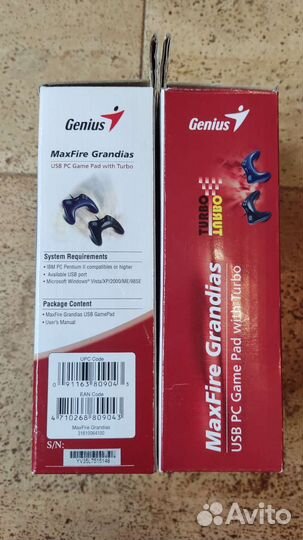 Genius
MaxFire Grandias
USB PC Game Pad with Turbo
System Requirements
• IBM PC Pentium II compatibles or higher
• Available USB port
• Microsoft Windows® Vista/XP/2000/ME/98SE
Package Content
• MaxFire Grandias USB GamePad
• User's Manual
UPC Code
0 91163 80904 3
EAN Code
4 710268 809043
MaxFire Grandias
31610064100
S/N:
Genius
TURBO
TURBO
MaxFire Grandias
USB PC Game Pad with Turbo
Avito